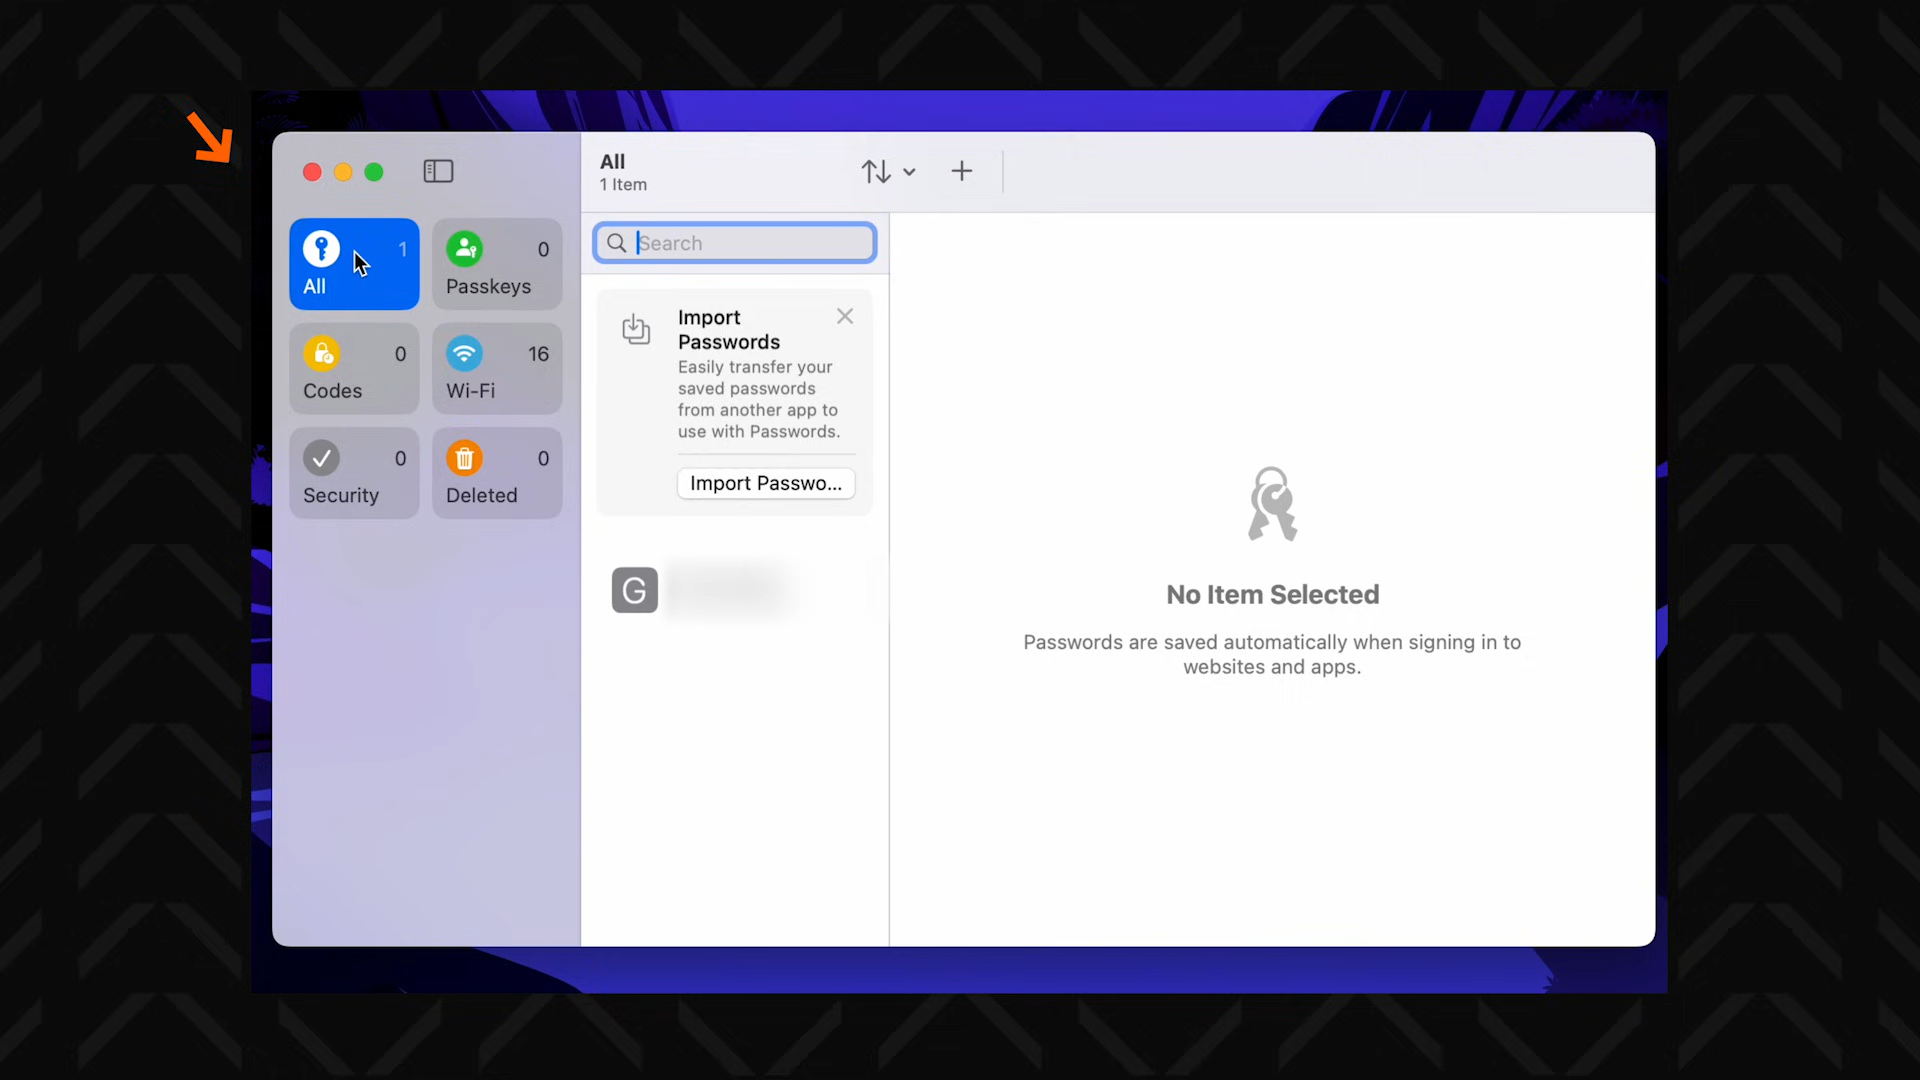 All
1 Item
1
All
0
Passkeys
0
Codes
16
Wi-Fi
0
Security
0
Deleted
Search
Import
Passwords
Easily transfer your
saved passwords
from another app to
use with Passwords.
Import Passwo...
G
No Item Selected
Passwords are saved automatically when signing in to
websites and apps.